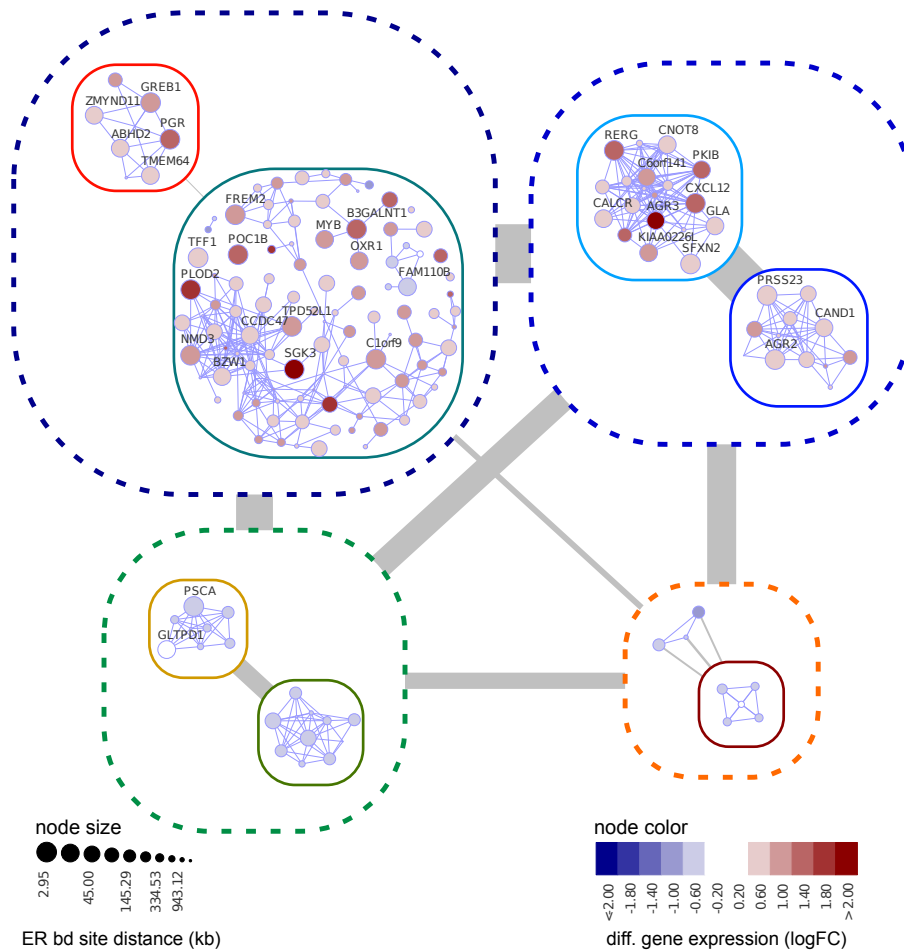 GREB1
ZMYND11
PGR
ABHD2
TMEM64
RERG
CNOT8
C6orf141
PKIB
CXCL12
CALCR
AGR3
GLA
KIAA0226L
SFXN2
FREM2
B3GALNT1
MYB
TFF1
POC1B
OXR1
PLOD2
FAM110B
PRSS23
CAND1
AGR2
TPD52L1
CCDC47
NMD3
BZW1
SGK3
C1orf9
PSCA
GLTPD1
node size
2.95
45.00
145.29
334.53
943.12
ER bd site distance (kb)
node color
<2.00
-1.80
-1.40
-1.00
-0.60
-0.20
0.20
0.60
1.00
1.40
1.80
>2.00
diff. gene expression (logFC)